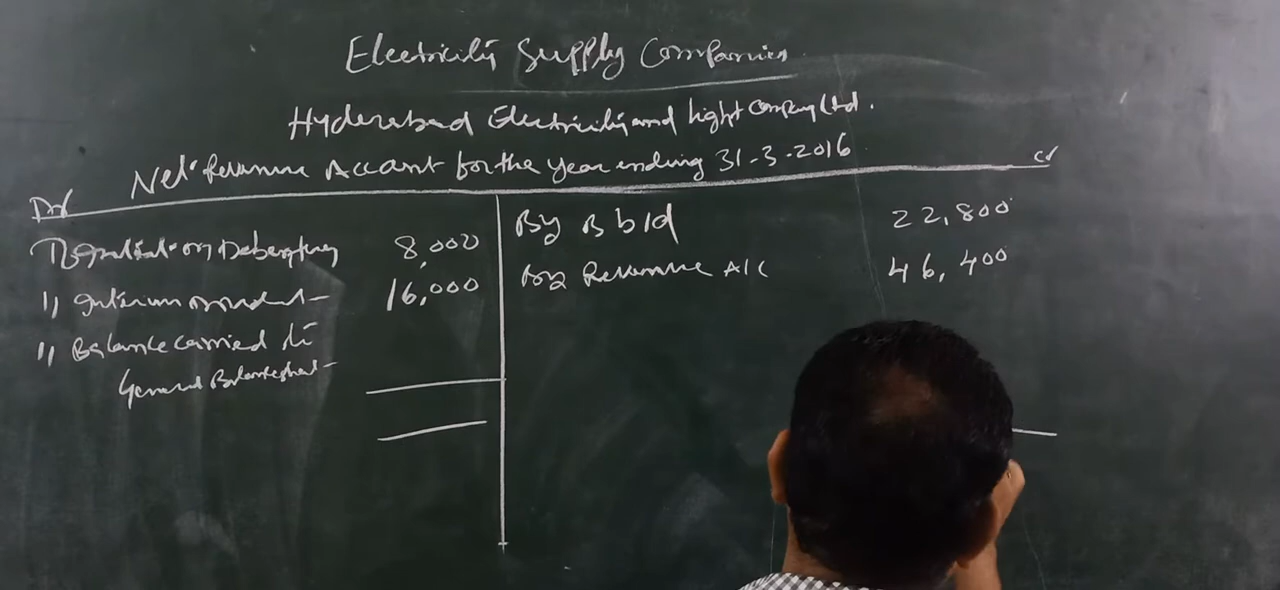 Electricity Supply Companies
Hyderabad Electricity and Light Company Ltd.
Net Revenue Account for the year ending 31-3-2016
Dr Cr
To Interest on Debentures 8,000 By B b/d 22,800
" Interim Dividend - 16,000 By Revenue A/c 46,400
" Balance carried to
General Balance Sheet -